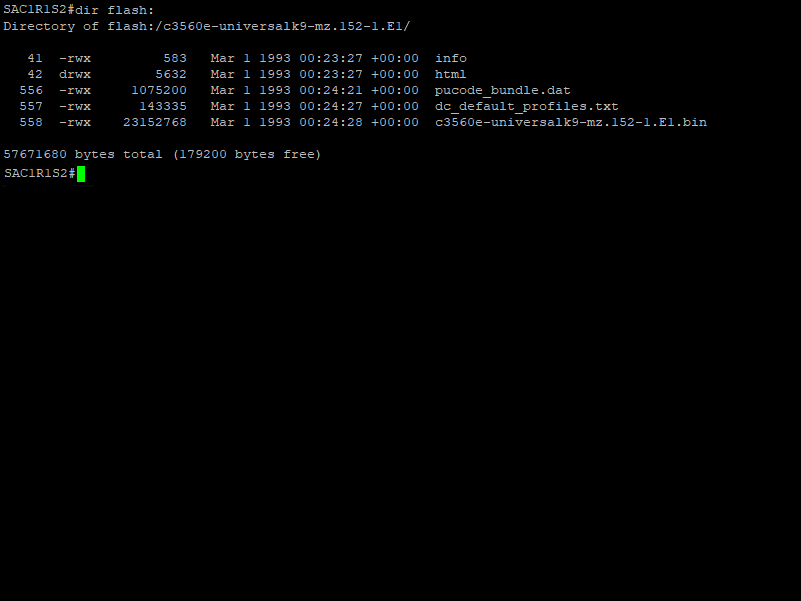 SAC1R1S2#dir flash:
Directory of flash:/c3560e-universalk9-mz.152-1.E1/
41 -rwx 583 Mar 1 1993 00:23:27 +00:00 info
42 drwx 5632 Mar 1 1993 00:23:27 +00:00 html
556 -rwx 1075200 Mar 1 1993 00:24:21 +00:00 pucode_bundle.dat
557 -rwx 143335 Mar 1 1993 00:24:27 +00:00 dc_default_profiles.txt
558 -rwx 23152768 Mar 1 1993 00:24:28 +00:00 c3560e-universalk9-mz.152-1.E1.bin
57671680 bytes total (179200 bytes free)
SAC1R1S2#